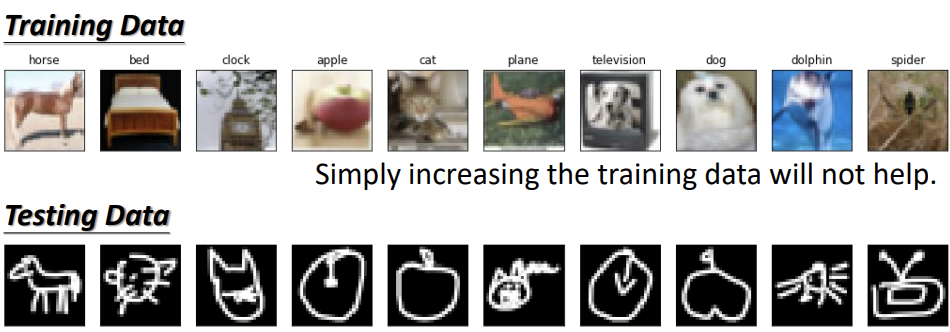 Training Data
horse bed clock apple cat plane television dog dolphin spider
Simply increasing the training data will not help.
Testing Data